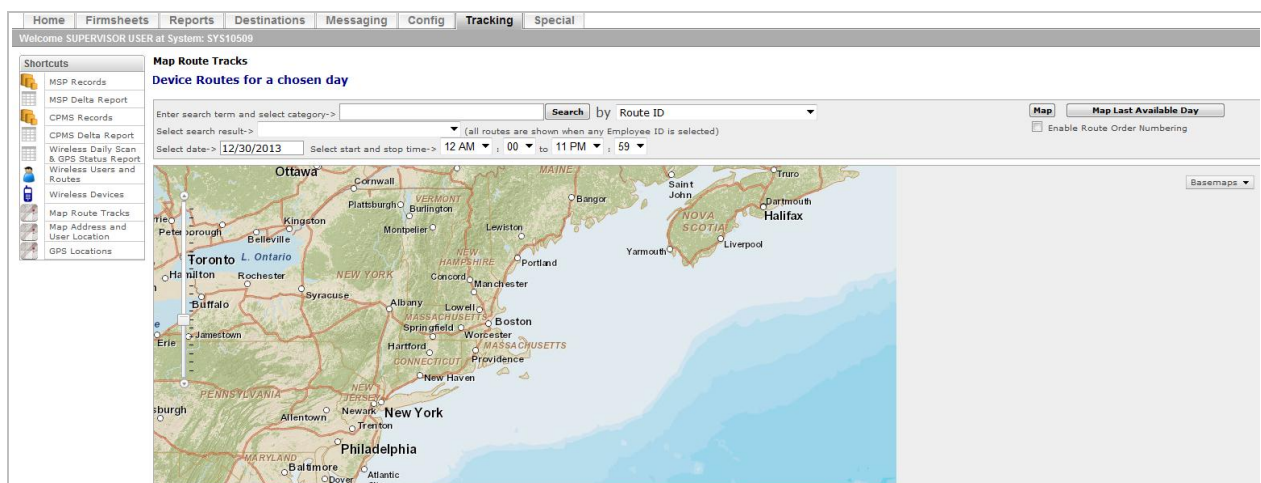 Home Firmsheets Reports Destinations Messaging Config Tracking Special
Welcome SUPERVISOR USER at System: SYS10509
Shortcuts
MSP Records
MSP Delta Report
CPMS Records
CPMS Delta Report
Wireless Daily Scan
& GPS Status Report
Wireless Users and
Routes
Wireless Devices
Map Route Tracks
Map Address and
User Location
GPS Locations
Map Route Tracks
Device Routes for a chosen day
Enter search term and select category-> Search by Route ID
Select search result-> (all routes are shown when any Employee ID is selected)
Select date-> 12/30/2013 Select start and stop time-> 12 AM : 00 to 11 PM : 59
Map Map Last Available Day
Enable Route Order Numbering
Basemaps
Ottawa
Cornwall
MAINE
Truro
Saint
John
Plattsburgh
VERMONT
Burlington
Bangor
Dartmouth
Halifax
NOVA
SCOTIA
Kingston
Peterborough
Belleville
Montpelier
Lewiston
Liverpool
Yarmouth
Toronto
L. Ontario
NEW
HAMPSHIRE
Portland
Hamilton
Rochester
NEW YORK
Concord
Manchester
Syracuse
Buffalo
Albany
Lowell
MASSACHUSETTS
Boston
Springfield
Worcester
Erie
Jamestown
Hartford
MASSACHUSETTS
CONNECTICUT
Providence
New Haven
PENNSYLVANIA
NEW
JERSEY
sburgh
Allentown
Newark
New York
Trenton
Philadelphia
MARYLAND
Baltimore
Atlantic
Dover